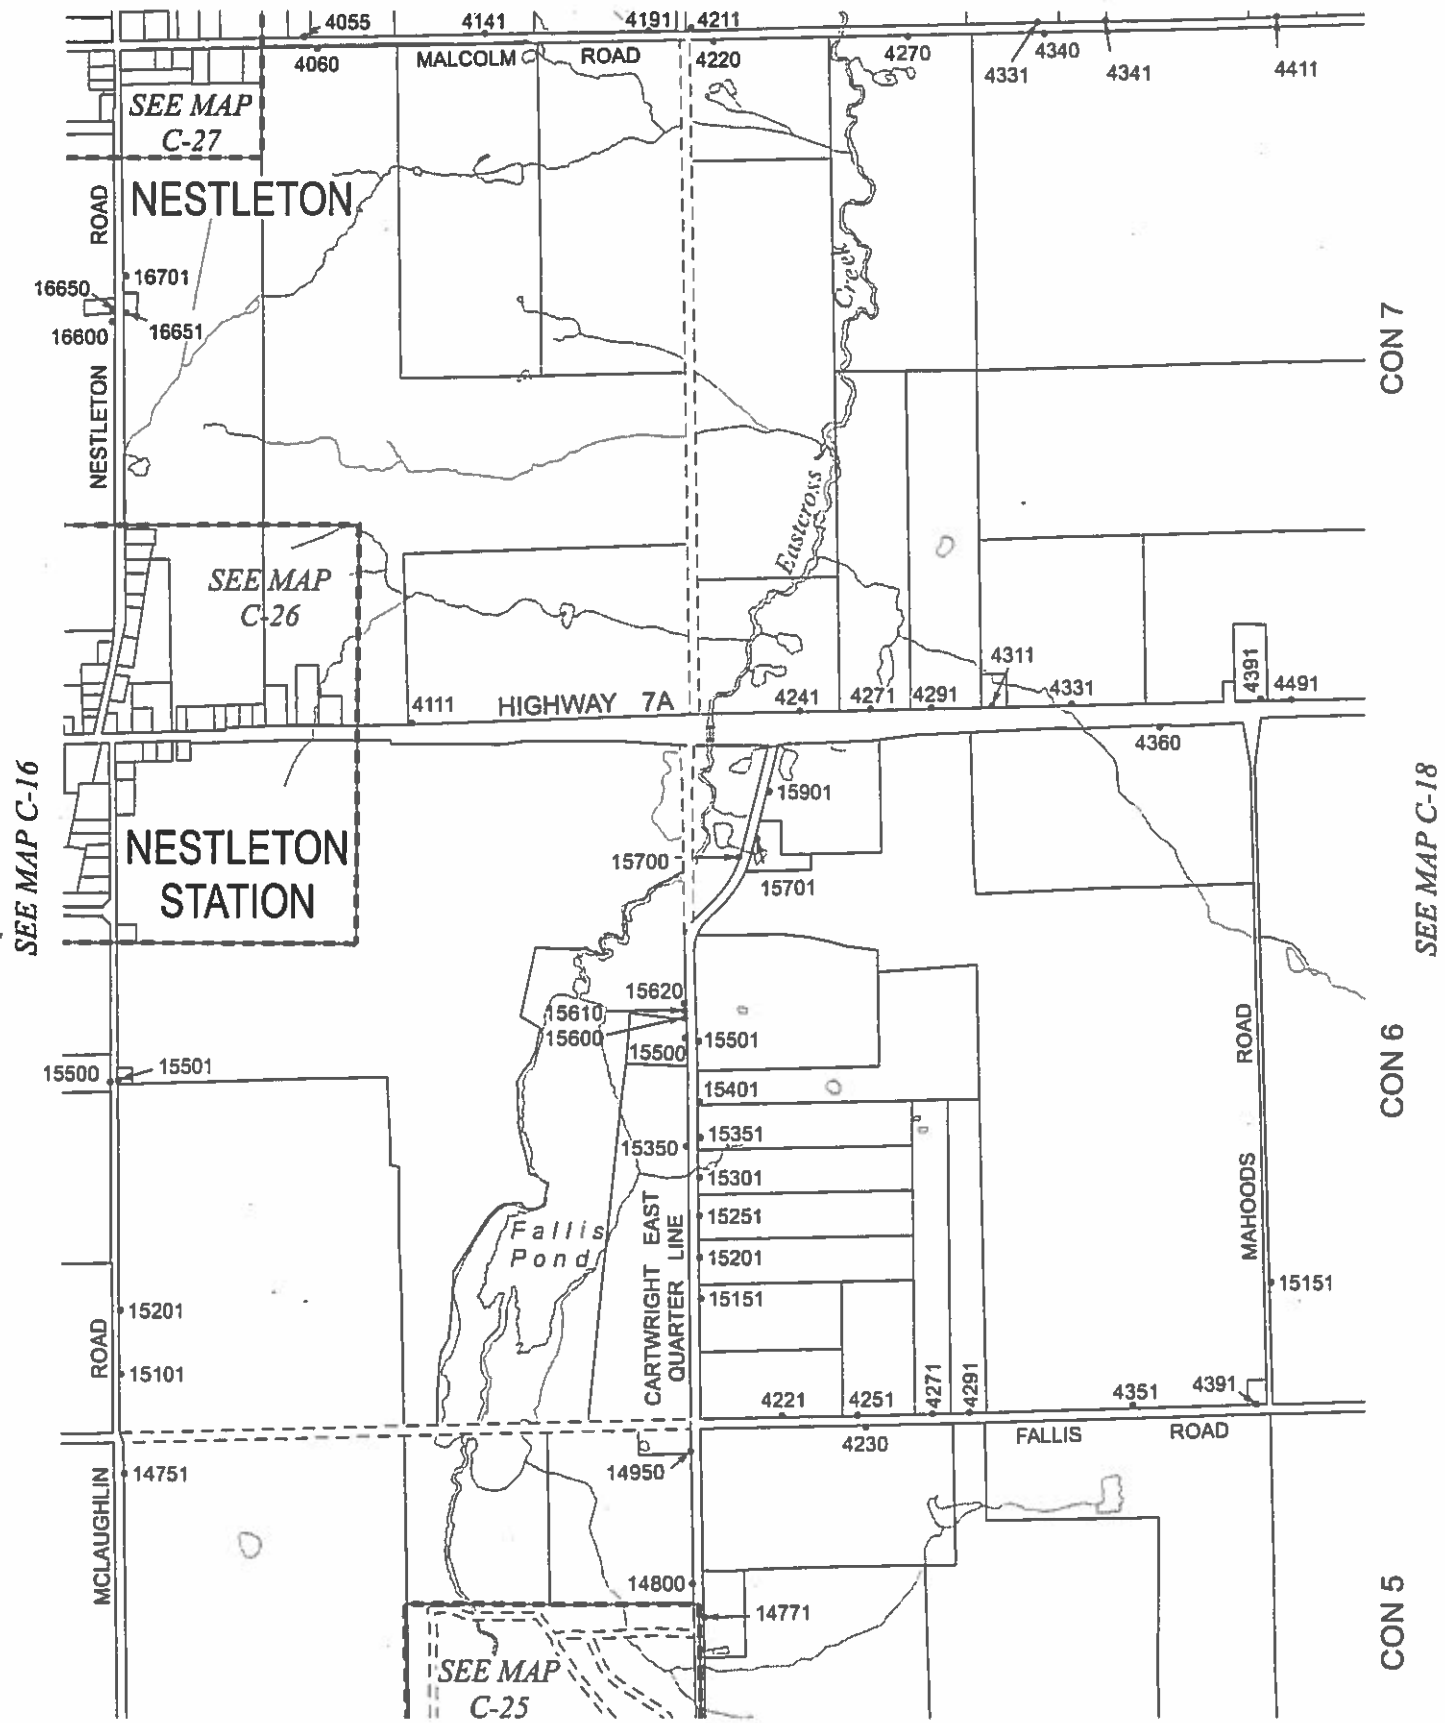 4055
4141
4191
4211
4060
MALCOLM ROAD
4220
4270
4331
4340
4341
4411
SEE MAP
C-27
NESTLETON
ROAD
NESTLETON
16701
16650
16651
16600
Creek
Eastcross
CON 7
SEE MAP
C-26
4111
HIGHWAY 7A
4241
4271
4291
4311
4331
4391
4491
4360
SEE MAP C-16
SEE MAP C-18
NESTLETON
STATION
15901
15700
15701
15620
15610
15600
15500
15501
15500
15501
15401
15351
15350
15301
15251
15201
15151
ROAD
MAHOODS
CON 6
Fallis
Pond
CARTWRIGHT EAST
QUARTER LINE
15201
15101
15151
ROAD
MCLAUGHLIN
4221
4251
4271
4291
4351
4391
4230
FALLIS ROAD
14751
14950
14800
14771
SEE MAP
C-25
CON 5